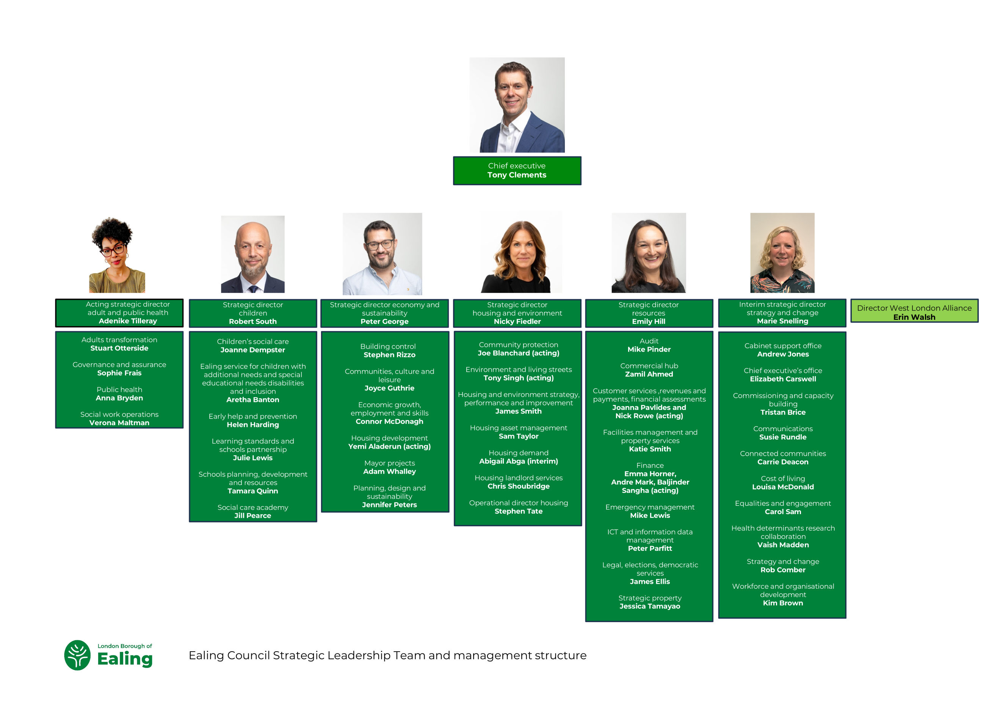 Chief executive
Tony Clements
Acting strategic director
adult and public health
Adenike Tilleray
Adults transformation
Stuart Otterside
Governance and assurance
Sophie Frais
Public health
Anna Bryden
Social work operations
Verona Maltman
Strategic director
children
Robert South
Children's social care
Joanne Dempster
Ealing service for children with
additional needs and special
educational needs disabilities
and inclusion
Aretha Banton
Early help and prevention
Helen Harding
Learning standards and
schools partnership
Julie Lewis
Schools planning, development
and resources
Tamara Quinn
Social care academy
Jill Pearce
Strategic director economy and
sustainability
Peter George
Building control
Stephen Rizzo
Communities, culture and
leisure
Joyce Guthrie
Economic growth,
employment and skills
Connor McDonagh
Housing development
Yemi Aladerun (acting)
Mayor projects
Adam Whalley
Planning, design and
sustainability
Jennifer Peters
Strategic director
housing and environment
Nicky Fiedler
Community protection
Joe Blanchard (acting)
Environment and living streets
Tony Singh (acting)
Housing and environment strategy,
performance and improvement
James Smith
Housing asset management
Sam Taylor
Housing demand
Abigail Abga (interim)
Housing landlord services
Chris Shoubridge
Operational director housing
Stephen Tate
Strategic director
resources
Emily Hill
Audit
Mike Pinder
Commercial hub
Zamil Ahmed
Customer services ,revenues and
payments, financial assessments
Joanna Pavlides and
Nick Rowe (acting)
Facilities management and
property services
Katie Smith
Finance
Emma Horner,
Andre Mark, Baljinder
Sangha (acting)
Emergency management
Mike Lewis
ICT and information data
management
Peter Parfitt
Legal, elections, democratic
services
James Ellis
Strategic property
Jessica Tamayao
Interim strategic director
strategy and change
Marie Snelling
Cabinet support office
Andrew Jones
Chief executive's office
Elizabeth Carswell
Commissioning and capacity
building
Tristan Brice
Communications
Susie Rundle
Connected communities
Carrie Deacon
Cost of living
Louisa McDonald
Equalities and engagement
Carol Sam
Health determinants research
collaboration
Vaish Madden
Strategy and change
Rob Comber
Workforce and organisational
development
Kim Brown
Director West London Alliance
Erin Walsh
London Borough of
Ealing
Ealing Council Strategic Leadership Team and management structure